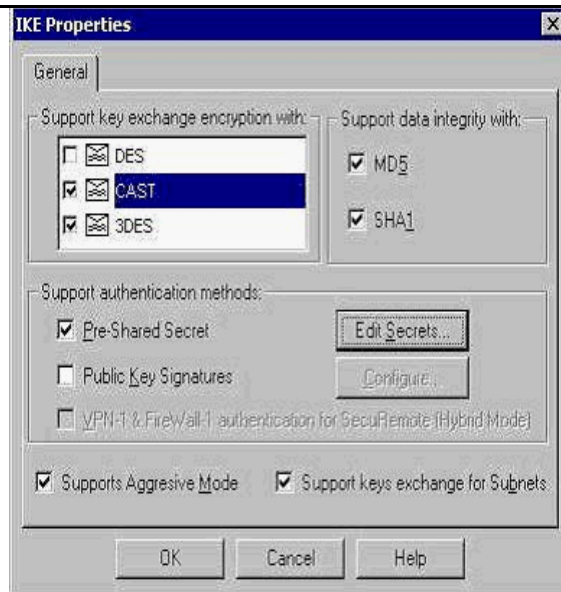 IKE Properties
General
Support key exchange encryption with:
DES
CAST
3DES
Support data integrity with:
MD5
SHA1
Support authentication methods:
Pre-Shared Secret
Edit Secrets...
Public Key Signatures
Configure...
VPN-1 & FireWall-1 authentication for SecuRemote (Hybrid Mode)
Supports Aggresive Mode
Support keys exchange for Subnets
OK
Cancel
Help